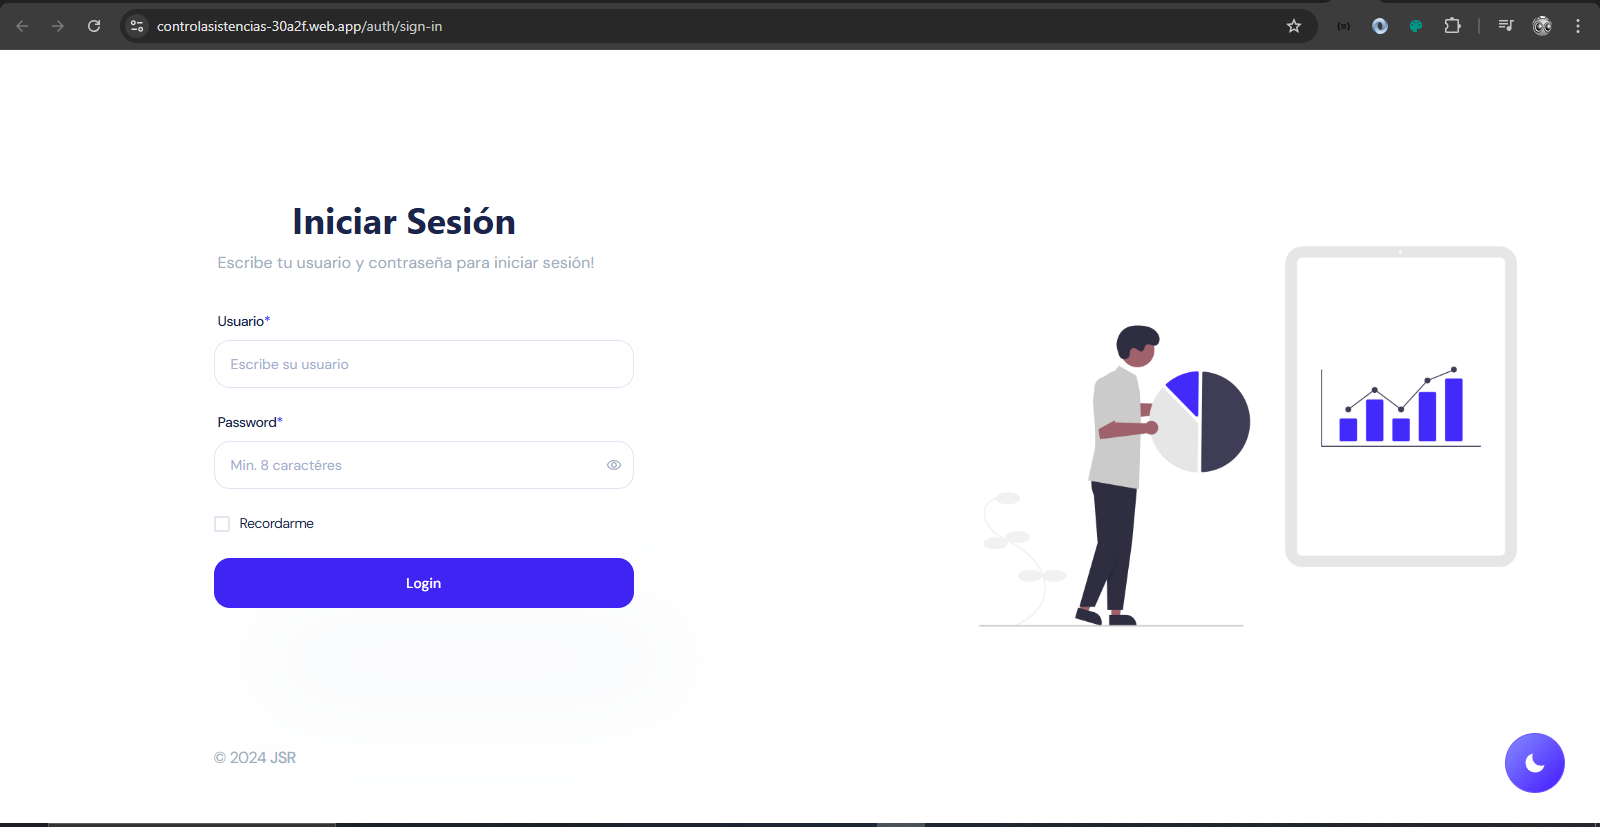 controlasistencias-30a2f.web.app/auth/sign-in
Iniciar Sesión
Escribe tu usuario y contraseña para iniciar sesión!
Usuario*
Escribe su usuario
Password*
Min. 8 caractéres
Recordarme
Login
© 2024 JSR